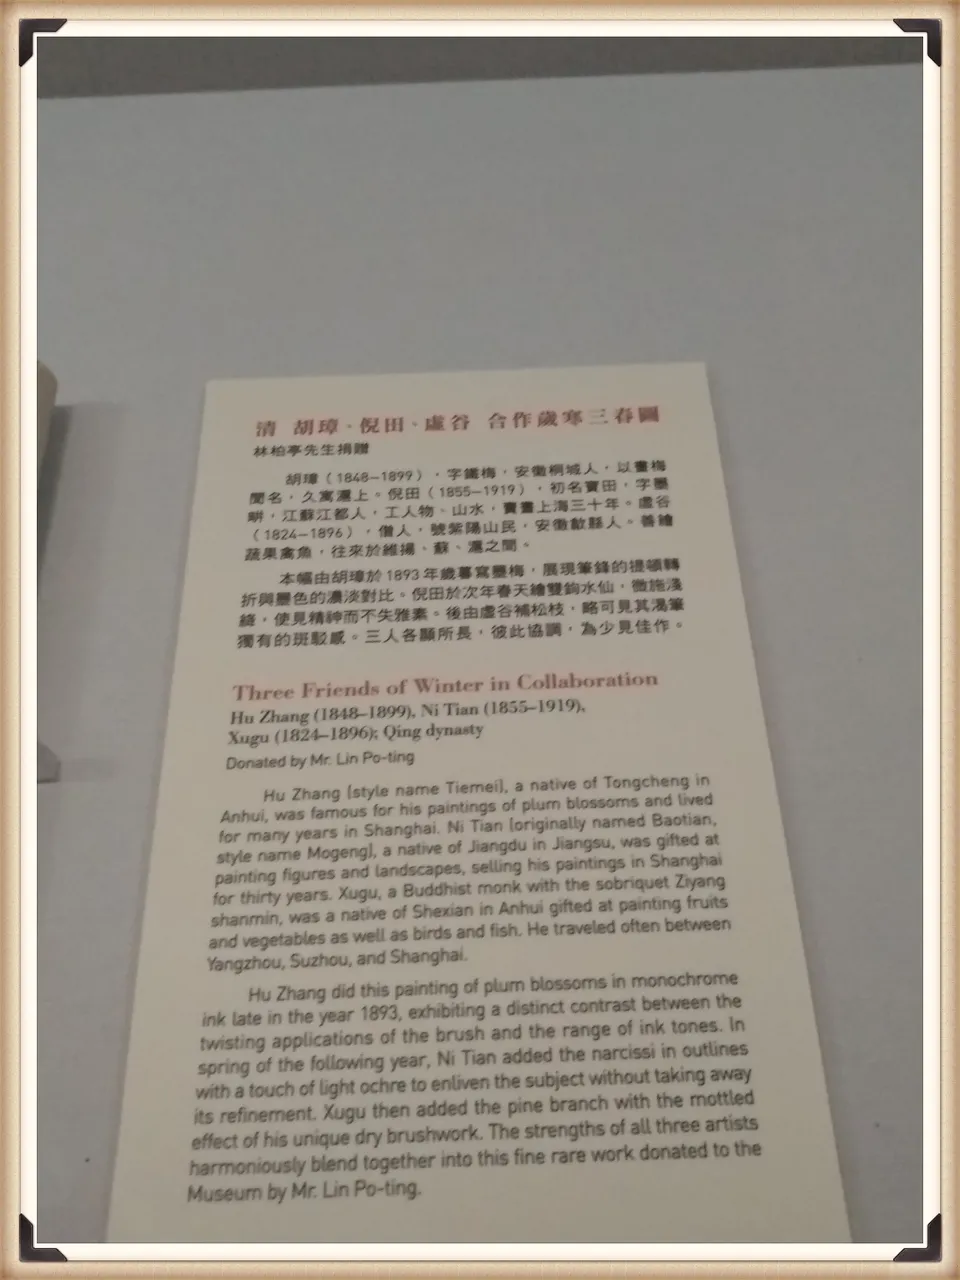 清 胡璋、倪田、虛谷 合作歲寒三春圖
林柏亭先生捐贈
胡璋（1848–1899），字鐵梅，安徽桐城人，以畫梅
聞名，久寓滬上。倪田（1855–1919），初名寶田，字墨
畊，江蘇江都人，工人物、山水，賣畫上海三十年。虛谷
（1824–1896），僧人，號紫陽山民，安徽歙縣人。善繪
蔬果禽魚，往來於維揚、蘇、滬之間。
本幅由胡璋於1893年歲暮寫墨梅，展現筆鋒的提頓轉
折與墨色的濃淡對比。倪田於次年春天繪雙鉤水仙，微施淺
絳，使見精神而不失雅素。後由虛谷補松枝，略可見其渴筆
獨有的斑駁感。三人各顯所長，彼此協調，為少見佳作。
Three Friends of Winter in Collaboration
Hu Zhang (1848–1899), Ni Tian (1855–1919),
Xugu (1824–1896); Qing dynasty
Donated by Mr. Lin Po-ting
Hu Zhang (style name Tiemei), a native of Tongcheng in
Anhui, was famous for his paintings of plum blossoms and lived
for many years in Shanghai. Ni Tian (originally named Baotian,
style name Mogeng), a native of Jiangdu in Jiangsu, was gifted at
painting figures and landscapes, selling his paintings in Shanghai
for thirty years. Xugu, a Buddhist monk with the sobriquet Ziyang
shanmin, was a native of Shexian in Anhui gifted at painting fruits
and vegetables as well as birds and fish. He traveled often between
Yangzhou, Suzhou, and Shanghai.
Hu Zhang did this painting of plum blossoms in monochrome
ink late in the year 1893, exhibiting a distinct contrast between the
twisting applications of the brush and the range of ink tones. In
spring of the following year, Ni Tian added the narcissi in outlines
with a touch of light ochre to enliven the subject without taking away
its refinement. Xugu then added the pine branch with the mottled
effect of his unique dry brushwork. The strengths of all three artists
harmoniously blend together into this fine rare work donated to the
Museum by Mr. Lin Po-ting.